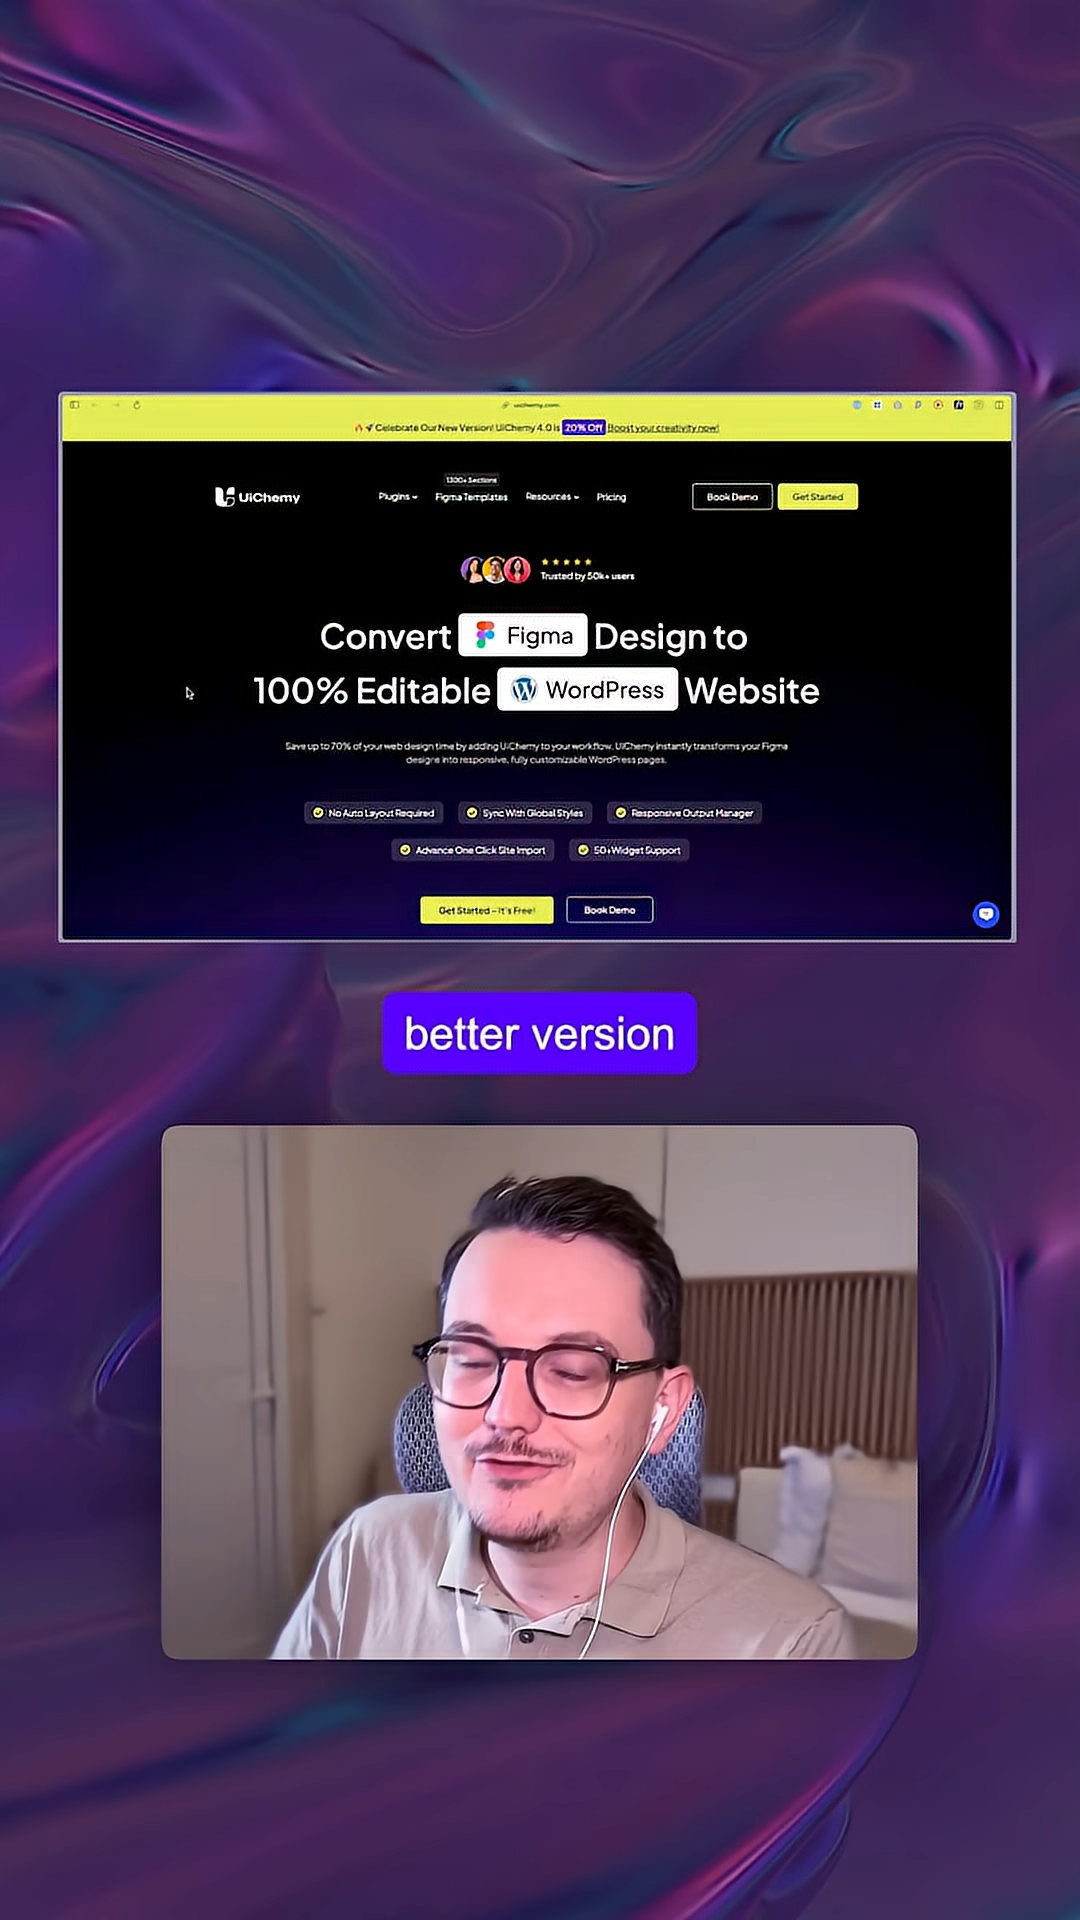 uichemy.com
🔥🚀 Celebrate Our New Version! UiChemy 4.0 is 20% Off Boost your creativity now!
1300+ Sections
UiChemy Plugins Figma Templates Resources Pricing Book Demo Get Started
Trusted by 50k+ users
Convert Figma Design to
100% Editable WordPress Website
Save up to 70% of your web design time by adding UiChemy to your workflow. UiChemy instantly transforms your Figma
designs into responsive, fully customizable WordPress pages.
No Auto Layout Required Sync With Global Styles Responsive Output Manager
Advance One Click Site Import 50+ Widget Support
Get Started – It's Free! Book Demo
better version